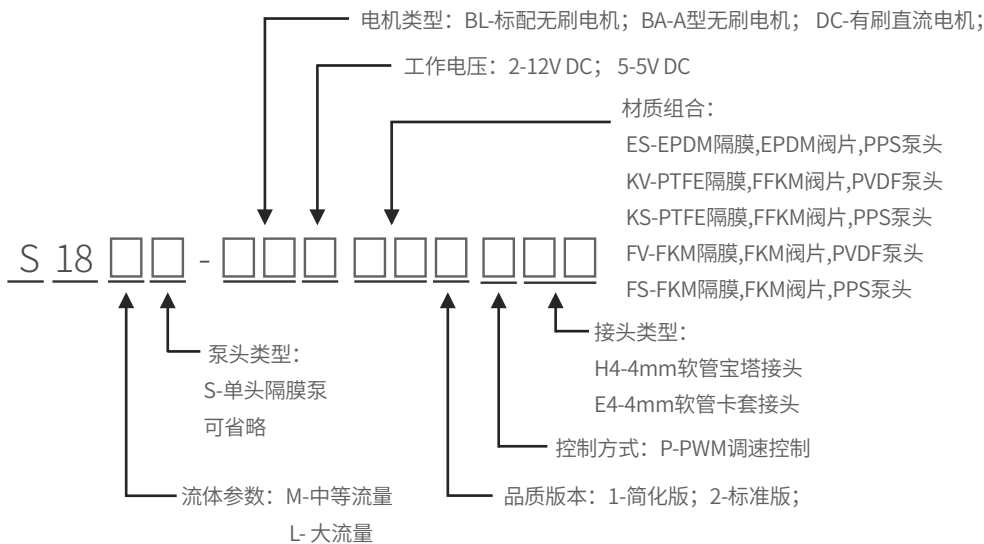 电机类型：BL-标配无刷电机；BA-A型无刷电机； DC-有刷直流电机；
工作电压：2-12V DC； 5-5V DC
材质组合：
ES-EPDM隔膜,EPDM阀片,PPS泵头
KV-PTFE隔膜,FFKM阀片,PVDF泵头
KS-PTFE隔膜,FFKM阀片,PPS泵头
FV-FKM隔膜,FKM阀片,PVDF泵头
FS-FKM隔膜,FKM阀片,PPS泵头
S 18 □□ - □□□ □□□ □□□
泵头类型：
S-单头隔膜泵
可省略
接头类型：
H4-4mm软管宝塔接头
E4-4mm软管卡套接头
控制方式：P-PWM调速控制
流体参数：M-中等流量
L- 大流量
品质版本：1-简化版；2-标准版；